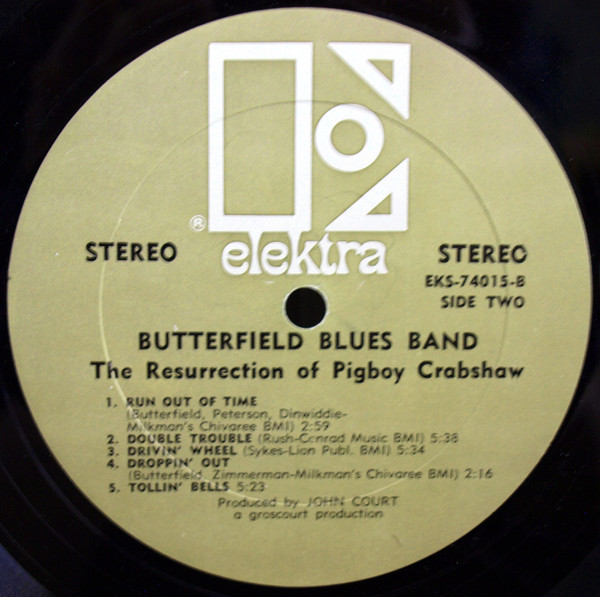 ®
elektra
STEREO STEREO
EKS-74015-B
SIDE TWO
BUTTERFIELD BLUES BAND
The Resurrection of Pigboy Crabshaw
1. RUN OUT OF TIME
(Butterfield, Peterson, Dinwiddie-
Milkman's Chivaree BMI) 2:59
2. DOUBLE TROUBLE (Rush-Conrad Music BMI) 5:38
3. DRIVIN' WHEEL (Sykes-Lion Publ. BMI) 5:34
4. DROPPIN' OUT
(Butterfield, Zimmerman-Milkman's Chivaree BMI) 2:16
5. TOLLIN' BELLS 5:23
Produced by JOHN COURT
a groscourt production